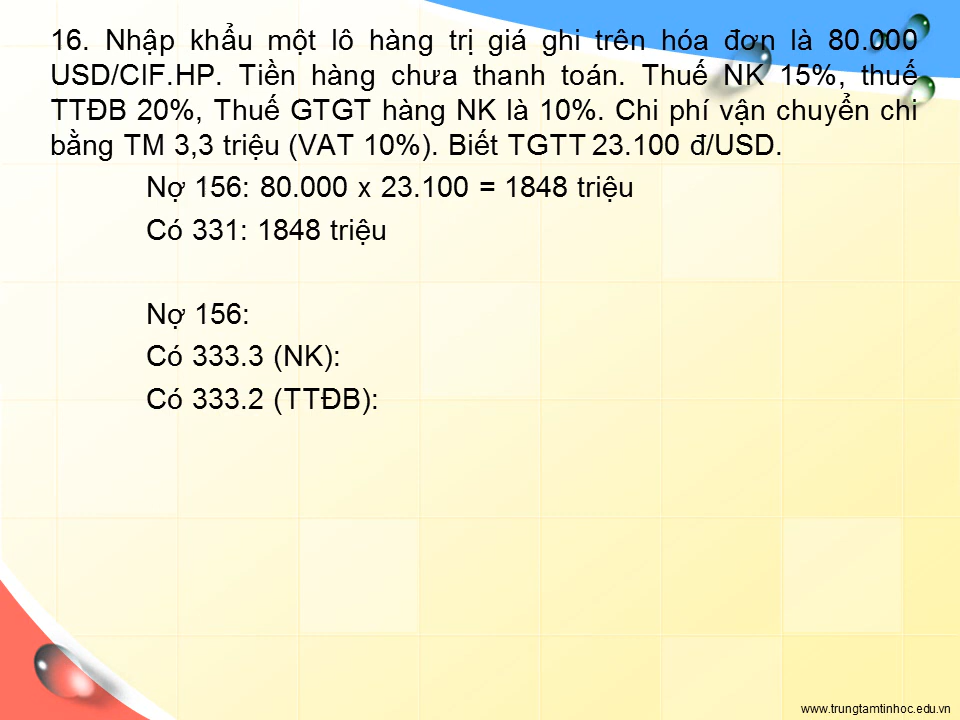 16. Nhập khẩu một lô hàng trị giá ghi trên hóa đơn là 80.000
USD/CIF.HP. Tiền hàng chưa thanh toán. Thuế NK 15%, thuế
TTĐB 20%, Thuế GTGT hàng NK là 10%. Chi phí vận chuyển chi
bằng TM 3,3 triệu (VAT 10%). Biết TGTT 23.100 đ/USD.
Nợ 156: 80.000 x 23.100 = 1848 triệu
Có 331: 1848 triệu
Nợ 156:
Có 333.3 (NK):
Có 333.2 (TTĐB):
www.trungtamtinhoc.edu.vn